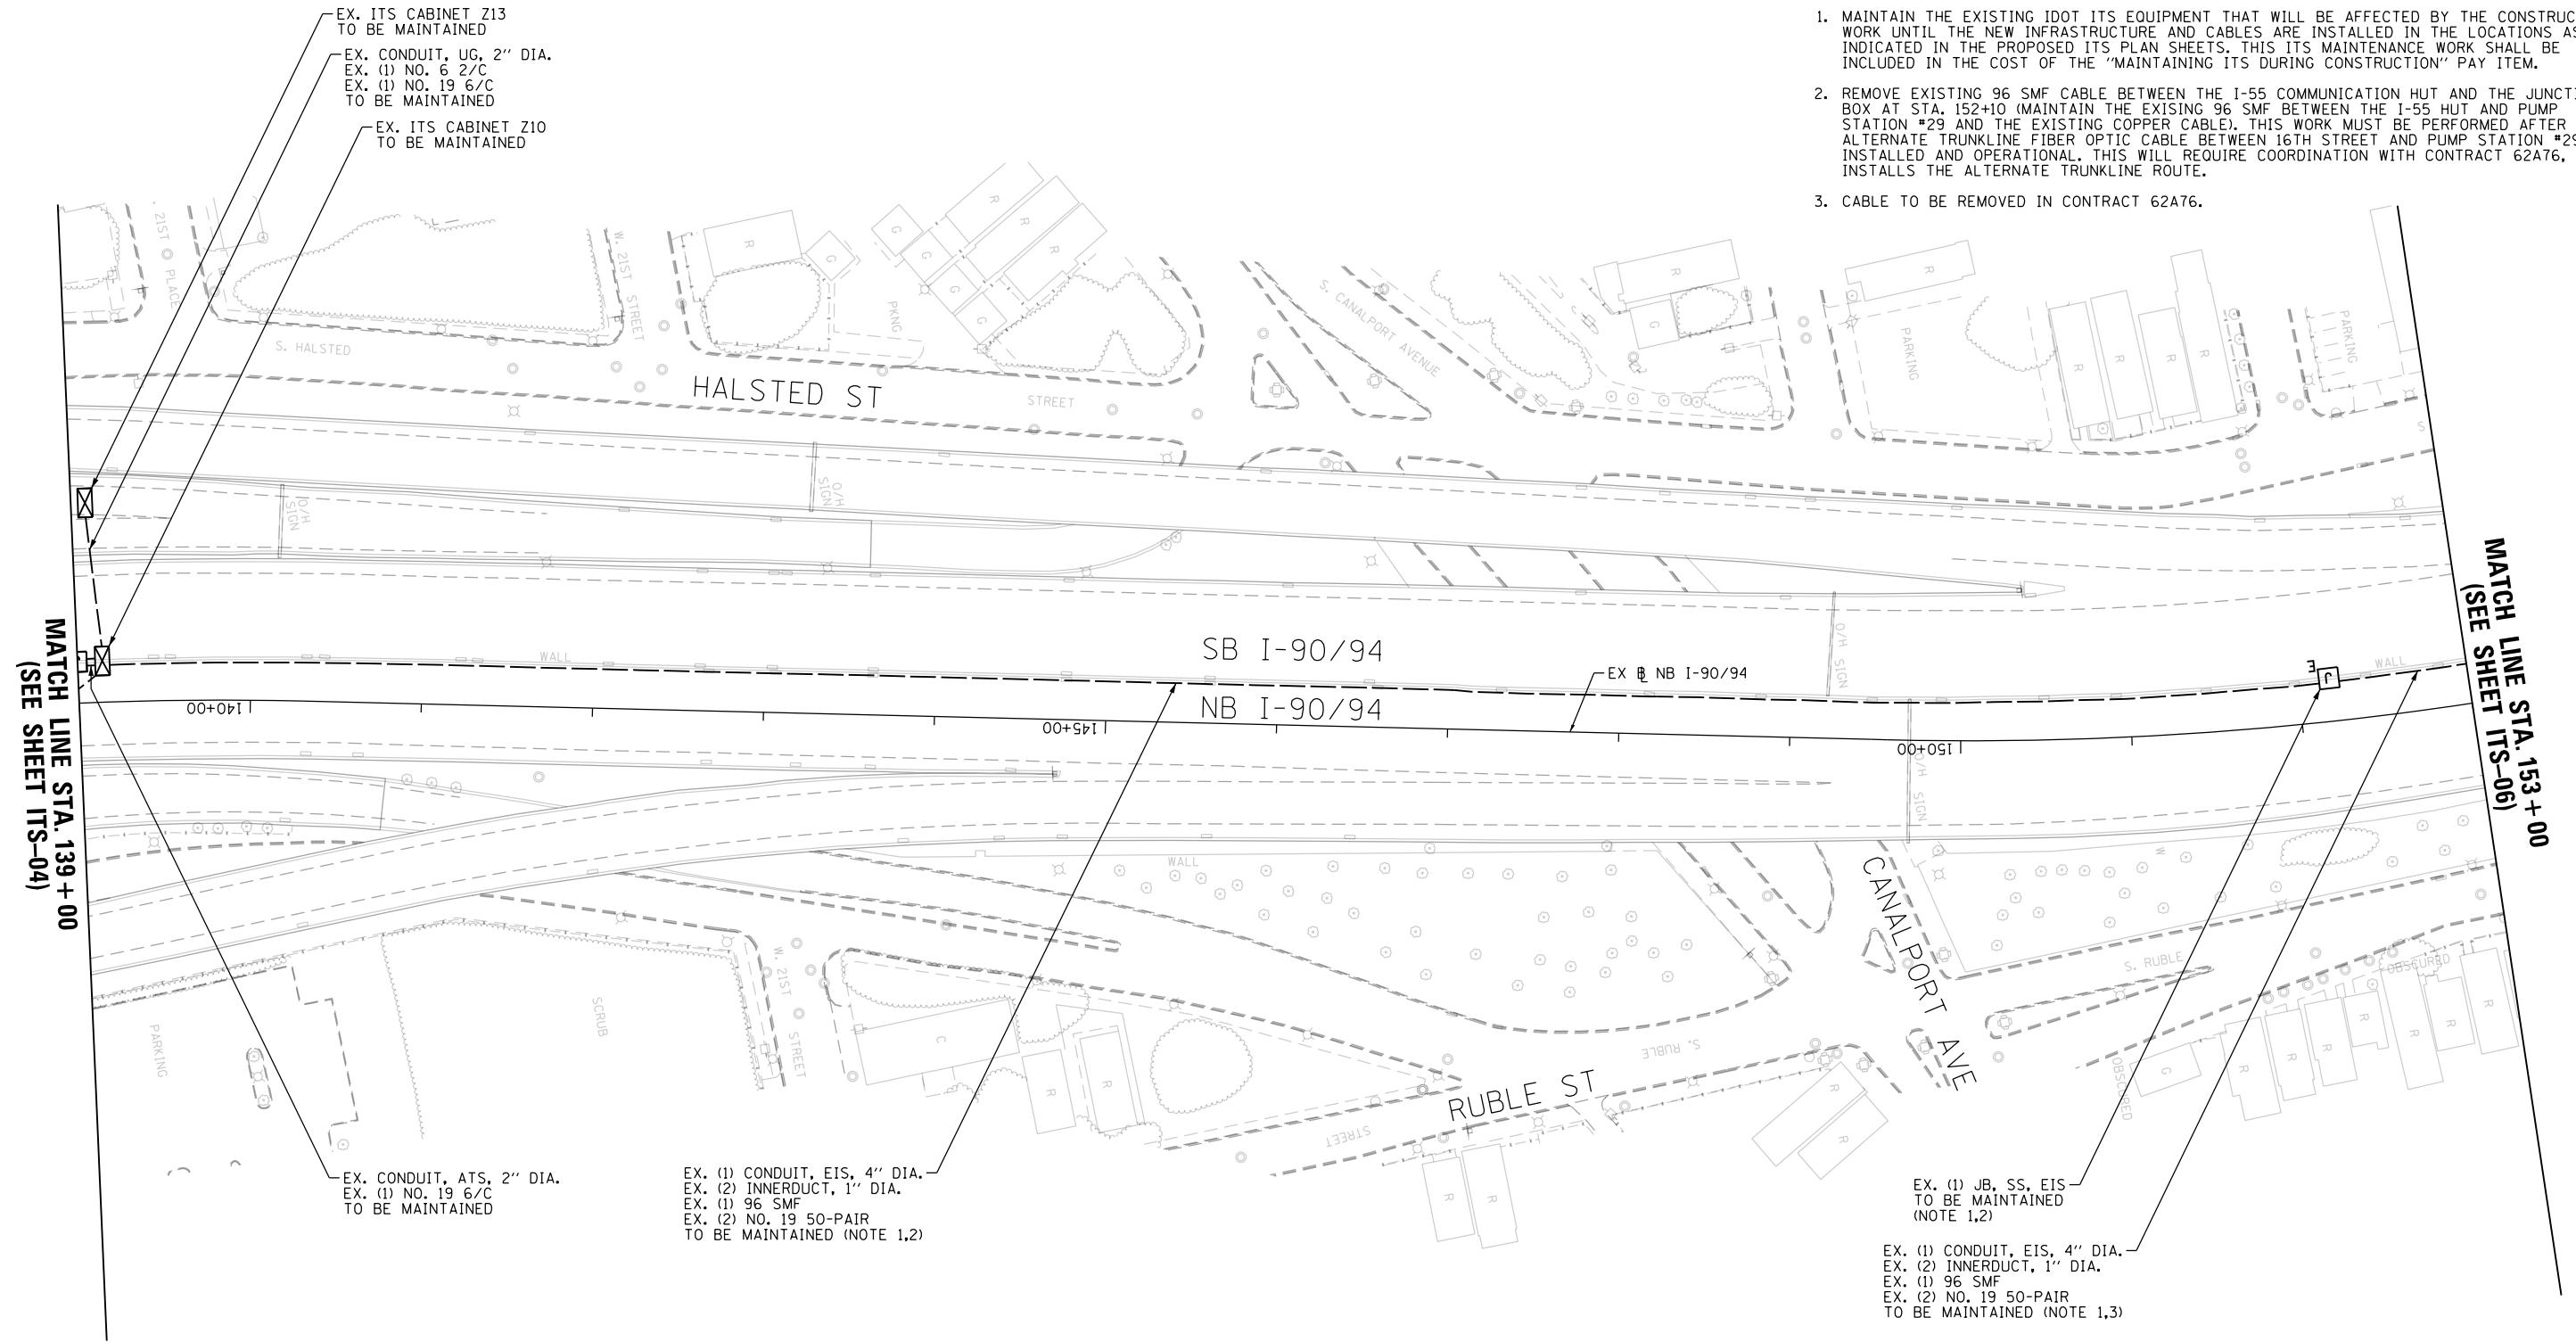 EX. ITS CABINET Z13
TO BE MAINTAINED
EX. CONDUIT, UG, 2" DIA.
EX. (1) NO. 6 2/C
EX. (1) NO. 19 6/C
TO BE MAINTAINED
EX. ITS CABINET Z10
TO BE MAINTAINED
1. MAINTAIN THE EXISTING IDOT ITS EQUIPMENT THAT WILL BE AFFECTED BY THE CONSTRUC
WORK UNTIL THE NEW INFRASTRUCTURE AND CABLES ARE INSTALLED IN THE LOCATIONS AS
INDICATED IN THE PROPOSED ITS PLAN SHEETS. THIS ITS MAINTENANCE WORK SHALL BE
INCLUDED IN THE COST OF THE "MAINTAINING ITS DURING CONSTRUCTION" PAY ITEM.
2. REMOVE EXISTING 96 SMF CABLE BETWEEN THE I-55 COMMUNICATION HUT AND THE JUNCTI
BOX AT STA. 152+10 (MAINTAIN THE EXISING 96 SMF BETWEEN THE I-55 HUT AND PUMP
STATION #29 AND THE EXISTING COPPER CABLE). THIS WORK MUST BE PERFORMED AFTER
ALTERNATE TRUNKLINE FIBER OPTIC CABLE BETWEEN 16TH STREET AND PUMP STATION #29
INSTALLED AND OPERATIONAL. THIS WILL REQUIRE COORDINATION WITH CONTRACT 62A76,
INSTALLS THE ALTERNATE TRUNKLINE ROUTE.
3. CABLE TO BE REMOVED IN CONTRACT 62A76.
. 21ST PLACE
W. 21ST STREET
R
G
PKNG
G
G
G
G
R
R
R
S. CANALPORT AVENUE
R
G
R
PARKING
R
R
R
R
PARKING
S. HALSTED
HALSTED ST
STREET
S
O/H SIGN
O/H SIGN
O/H SIGN
WALL
SB I-90/94
EX B NB I-90/94
NB I-90/94
E
J
WALL
140+00
145+00
150+00
O/H SIGN
MATCH LINE STA. 139+00
(SEE SHEET ITS-04)
MATCH LINE STA. 153+00
(SEE SHEET ITS-06)
WALL
W
CANALPORT AVE
S. RUBLE
OBSCURED
PARKING
SCRUB
W. 21ST STREET
C
R
R
S. RUBLE
RUBLE ST
STREET
R
R
R
R
OBSCURED
G
R
R
R
R
R
R
R
EX. CONDUIT, ATS, 2" DIA.
EX. (1) NO. 19 6/C
TO BE MAINTAINED
EX. (1) CONDUIT, EIS, 4" DIA.
EX. (2) INNERDUCT, 1" DIA.
EX. (1) 96 SMF
EX. (2) NO. 19 50-PAIR
TO BE MAINTAINED (NOTE 1,2)
EX. (1) JB, SS, EIS
TO BE MAINTAINED
(NOTE 1,2)
EX. (1) CONDUIT, EIS, 4" DIA.
EX. (2) INNERDUCT, 1" DIA.
EX. (1) 96 SMF
EX. (2) NO. 19 50-PAIR
TO BE MAINTAINED (NOTE 1,3)